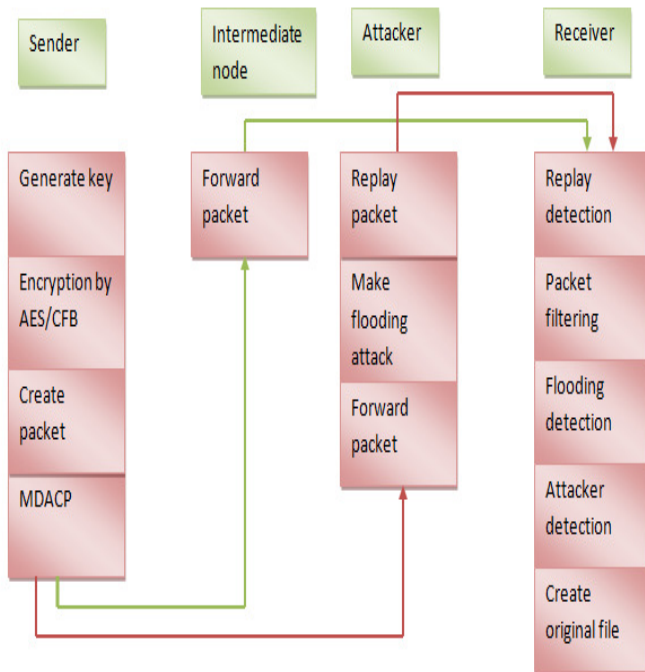 Sender
Intermediate
node
Attacker
Receiver
Generate key
Encryption by
AES/CFB
Create
packet
MDACP
Forward
packet
Replay
packet
Make
flooding
attack
Forward
packet
Replay
detection
Packet
filtering
Flooding
detection
Attacker
detection
Create
original file